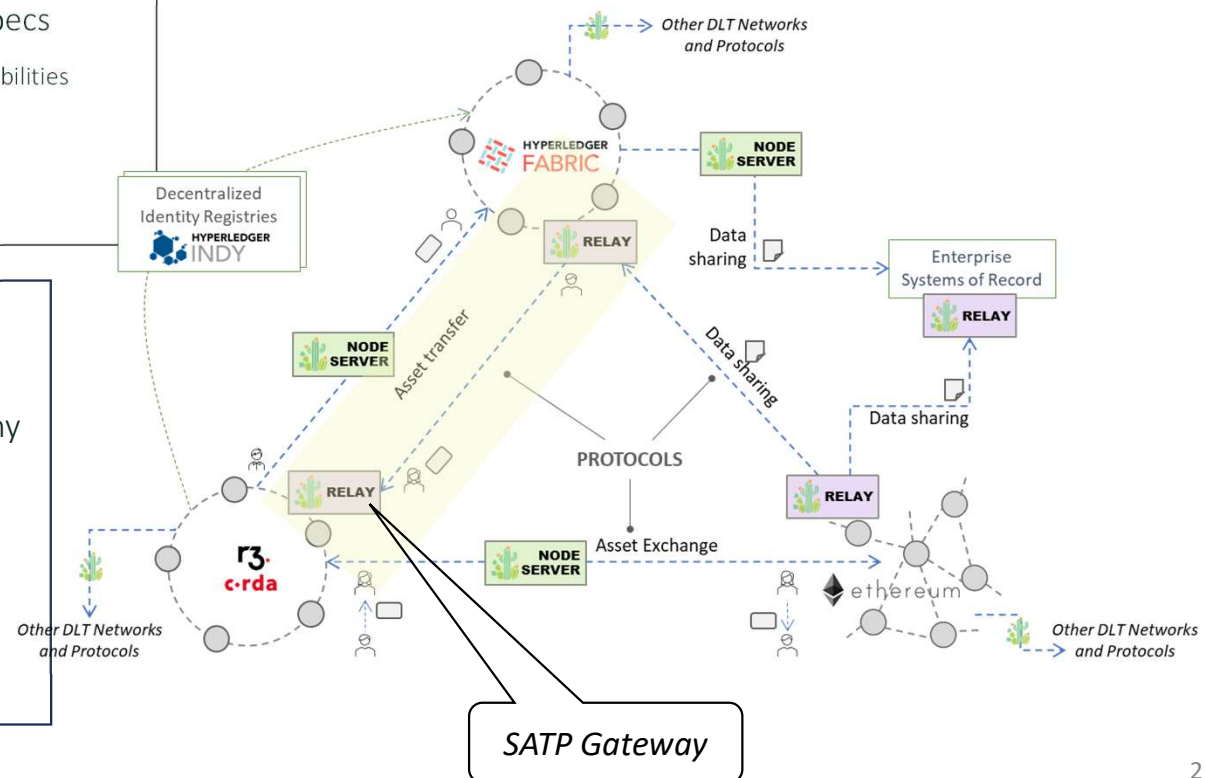 ecs
bilities
ny
Other DLT Networks
and Protocols
HYPERLEDGER
FABRIC
NODE
SERVER
Decentralized
Identity Registries
HYPERLEDGER
INDY
RELAY
Data
sharing
Enterprise
Systems of Record
RELAY
NODE
SERVER
Asset transfer
Data sharing
Data sharing
PROTOCOLS
RELAY
RELAY
r3.
c·rda
NODE
SERVER
Asset Exchange
ethereum
Other DLT Networks
and Protocols
Other DLT Networks
and Protocols
SATP Gateway
2